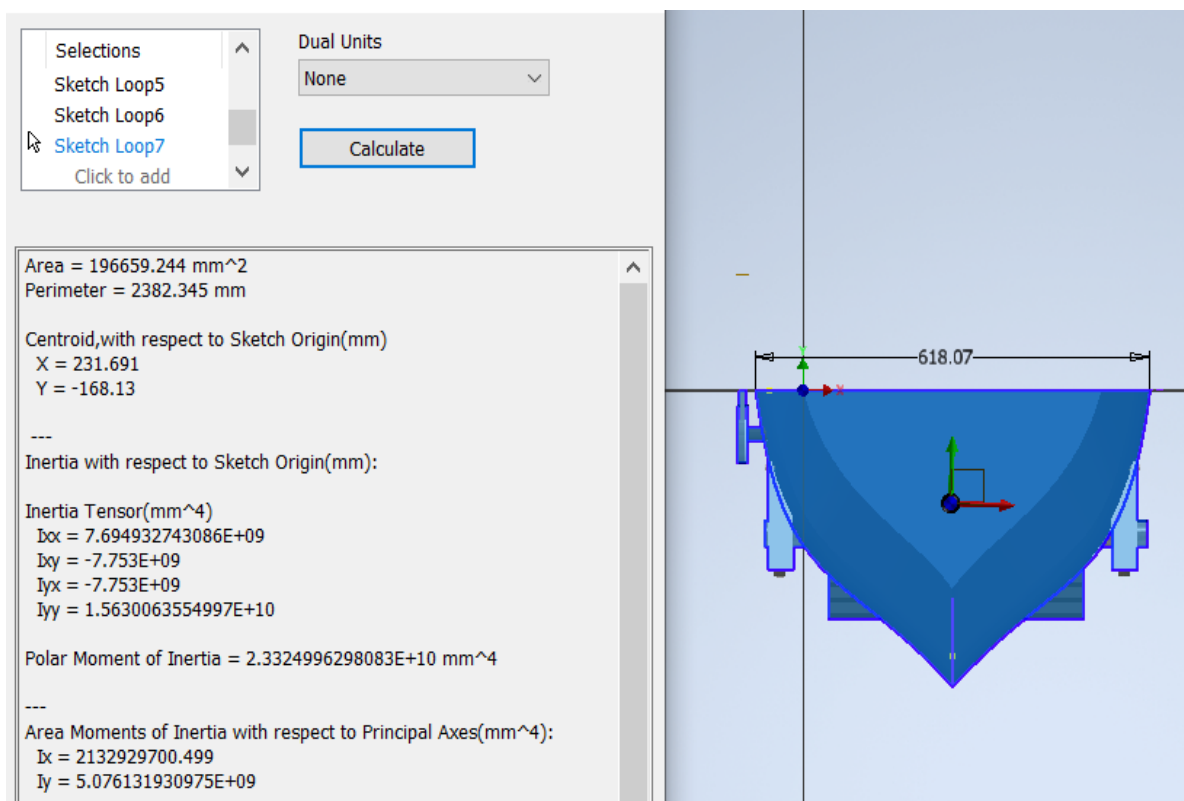 Selections
Sketch Loop5
Sketch Loop6
Sketch Loop7
Click to add
Dual Units
None
Calculate
Area = 196659.244 mm^2
Perimeter = 2382.345 mm
Centroid,with respect to Sketch Origin(mm)
X = 231.691
Y = -168.13
---
Inertia with respect to Sketch Origin(mm):
Inertia Tensor(mm^4)
Ixx = 7.694932743086E+09
Ixy = -7.753E+09
Iyx = -7.753E+09
Iyy = 1.5630063554997E+10
Polar Moment of Inertia = 2.3324996298083E+10 mm^4
---
Area Moments of Inertia with respect to Principal Axes(mm^4):
Ix = 2132929700.499
Iy = 5.076131930975E+09
618.07
Y
X